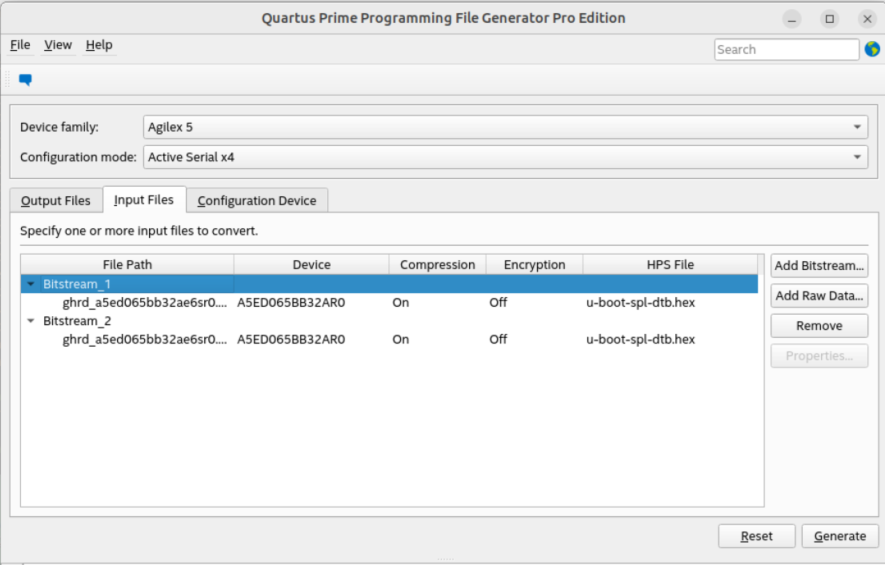 Quartus Prime Programming File Generator Pro Edition
File View Help Search
Device family: Agilex 5
Configuration mode: Active Serial x4
Output Files Input Files Configuration Device
Specify one or more input files to convert.
File Path Device Compression Encryption HPS File Add Bitstream...
Bitstream_1
ghrd_a5ed065bb32ae6sr0.... A5ED065BB32AR0 On Off u-boot-spl-dtb.hex Add Raw Data...
Bitstream_2 Remove
ghrd_a5ed065bb32ae6sr0.... A5ED065BB32AR0 On Off u-boot-spl-dtb.hex
Properties...
Reset Generate